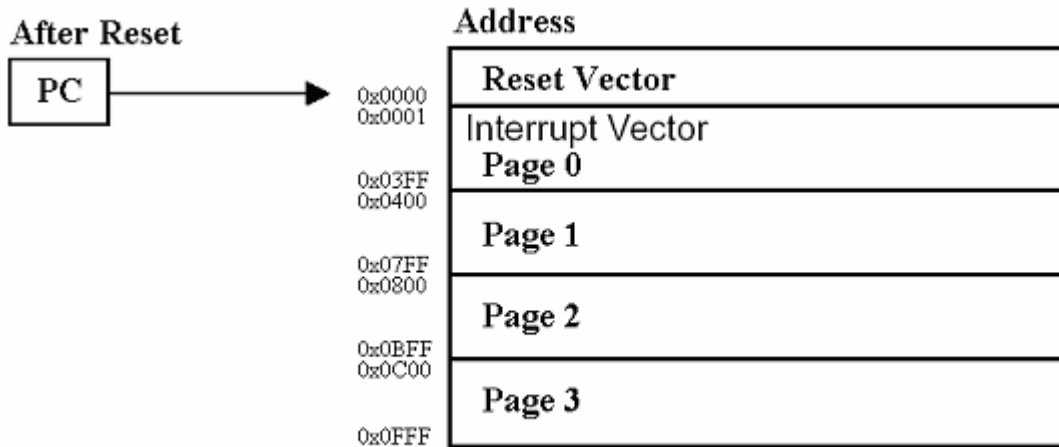 After Reset
PC
Address
0x0000
Reset Vector
0x0001
Interrupt Vector
Page 0
0x03FF
0x0400
Page 1
0x07FF
0x0800
Page 2
0x0BFF
0x0C00
Page 3
0x0FFF